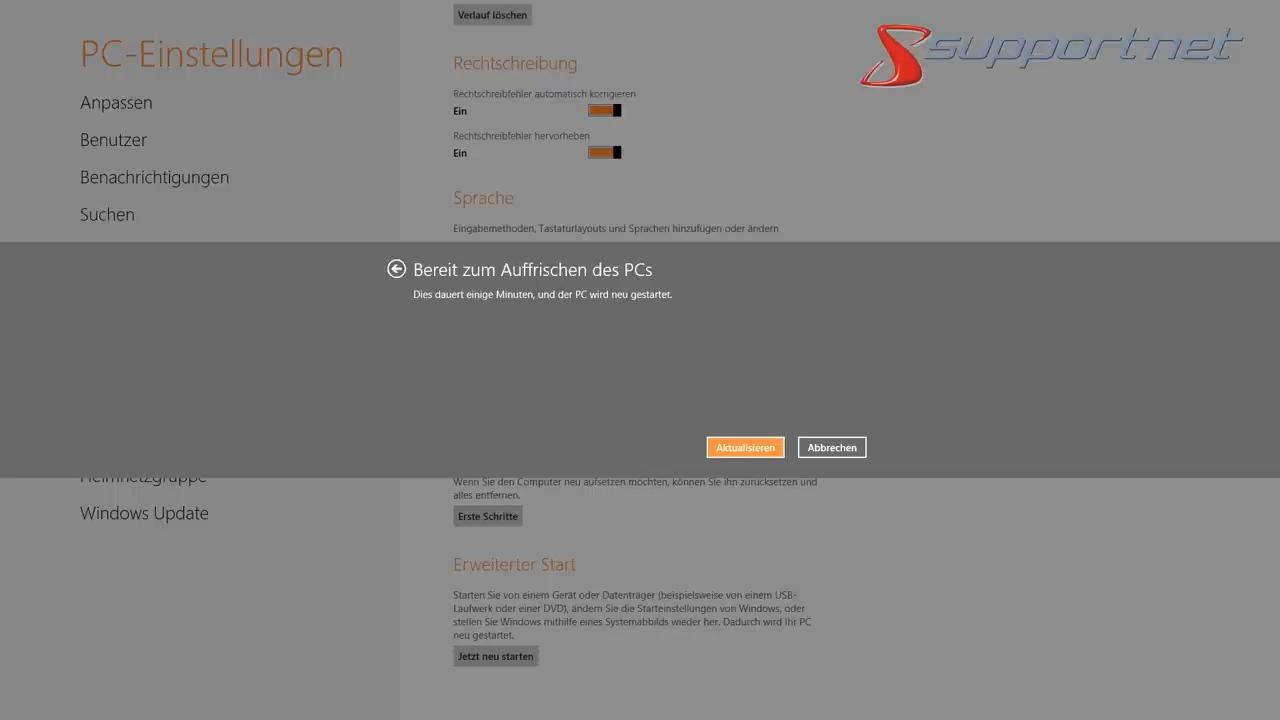 Verlauf löschen
PC-Einstellungen
supportnet
Rechtschreibung
Anpassen
Rechtschreibfehler automatisch korrigieren
Ein
Benutzer
Rechtschreibfehler hervorheben
Ein
Benachrichtigungen
Sprache
Suchen
Eingabemethoden, Tastaturlayouts und Sprachen hinzufügen oder ändern
Bereit zum Auffrischen des PCs
Dies dauert einige Minuten, und der PC wird neu gestartet.
Aktualisieren
Abbrechen
Heimnetzgruppe
Wenn Sie den Computer neu aufsetzen möchten, können Sie ihn zurücksetzen und
alles entfernen.
Windows Update
Erste Schritte
Erweiterter Start
Starten Sie von einem Gerät oder Datenträger (beispielsweise von einem USB-
Laufwerk oder einer DVD), ändern Sie die Starteinstellungen von Windows, oder
stellen Sie Windows mithilfe eines Systemabbilds wieder her. Dadurch wird Ihr PC
neu gestartet.
Jetzt neu starten